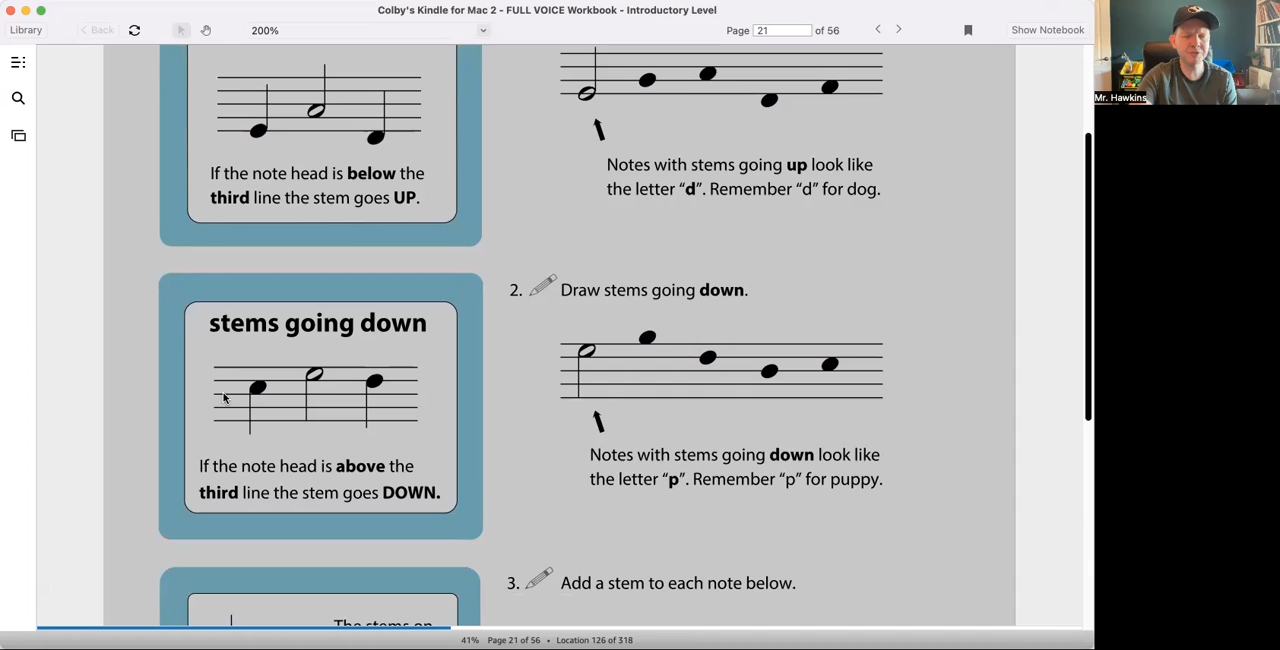 Colby's Kindle for Mac 2 - FULL VOICE Workbook - Introductory Level
Library
Back
200%
Page 21 of 56
Show Notebook
Mr. Hawkins
If the note head is below the
third line the stem goes UP.
Notes with stems going up look like
the letter “d”. Remember “d” for dog.
stems going down
If the note head is above the
third line the stem goes DOWN.
2. Draw stems going down.
Notes with stems going down look like
the letter “p”. Remember “p” for puppy.
The stems on
3. Add a stem to each note below.
41% Page 21 of 56 • Location 126 of 318